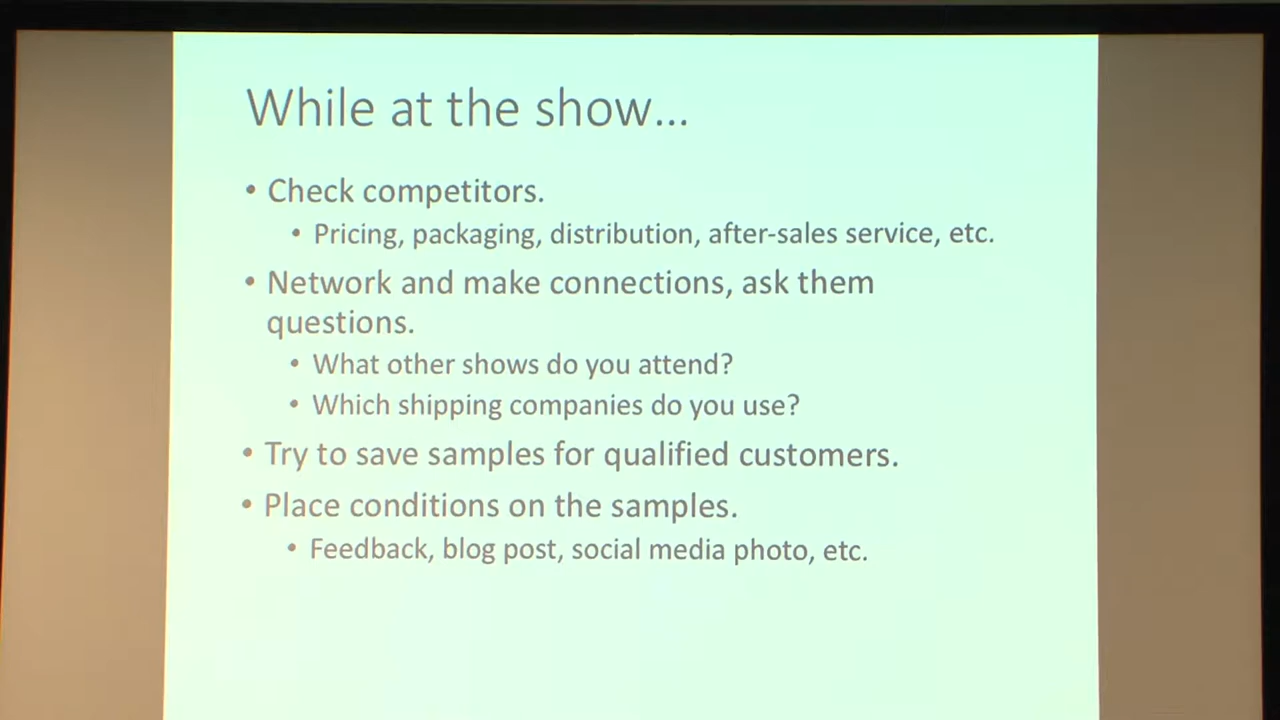 While at the show...
• Check competitors.
• Pricing, packaging, distribution, after-sales service, etc.
• Network and make connections, ask them
questions.
• What other shows do you attend?
• Which shipping companies do you use?
• Try to save samples for qualified customers.
• Place conditions on the samples.
• Feedback, blog post, social media photo, etc.